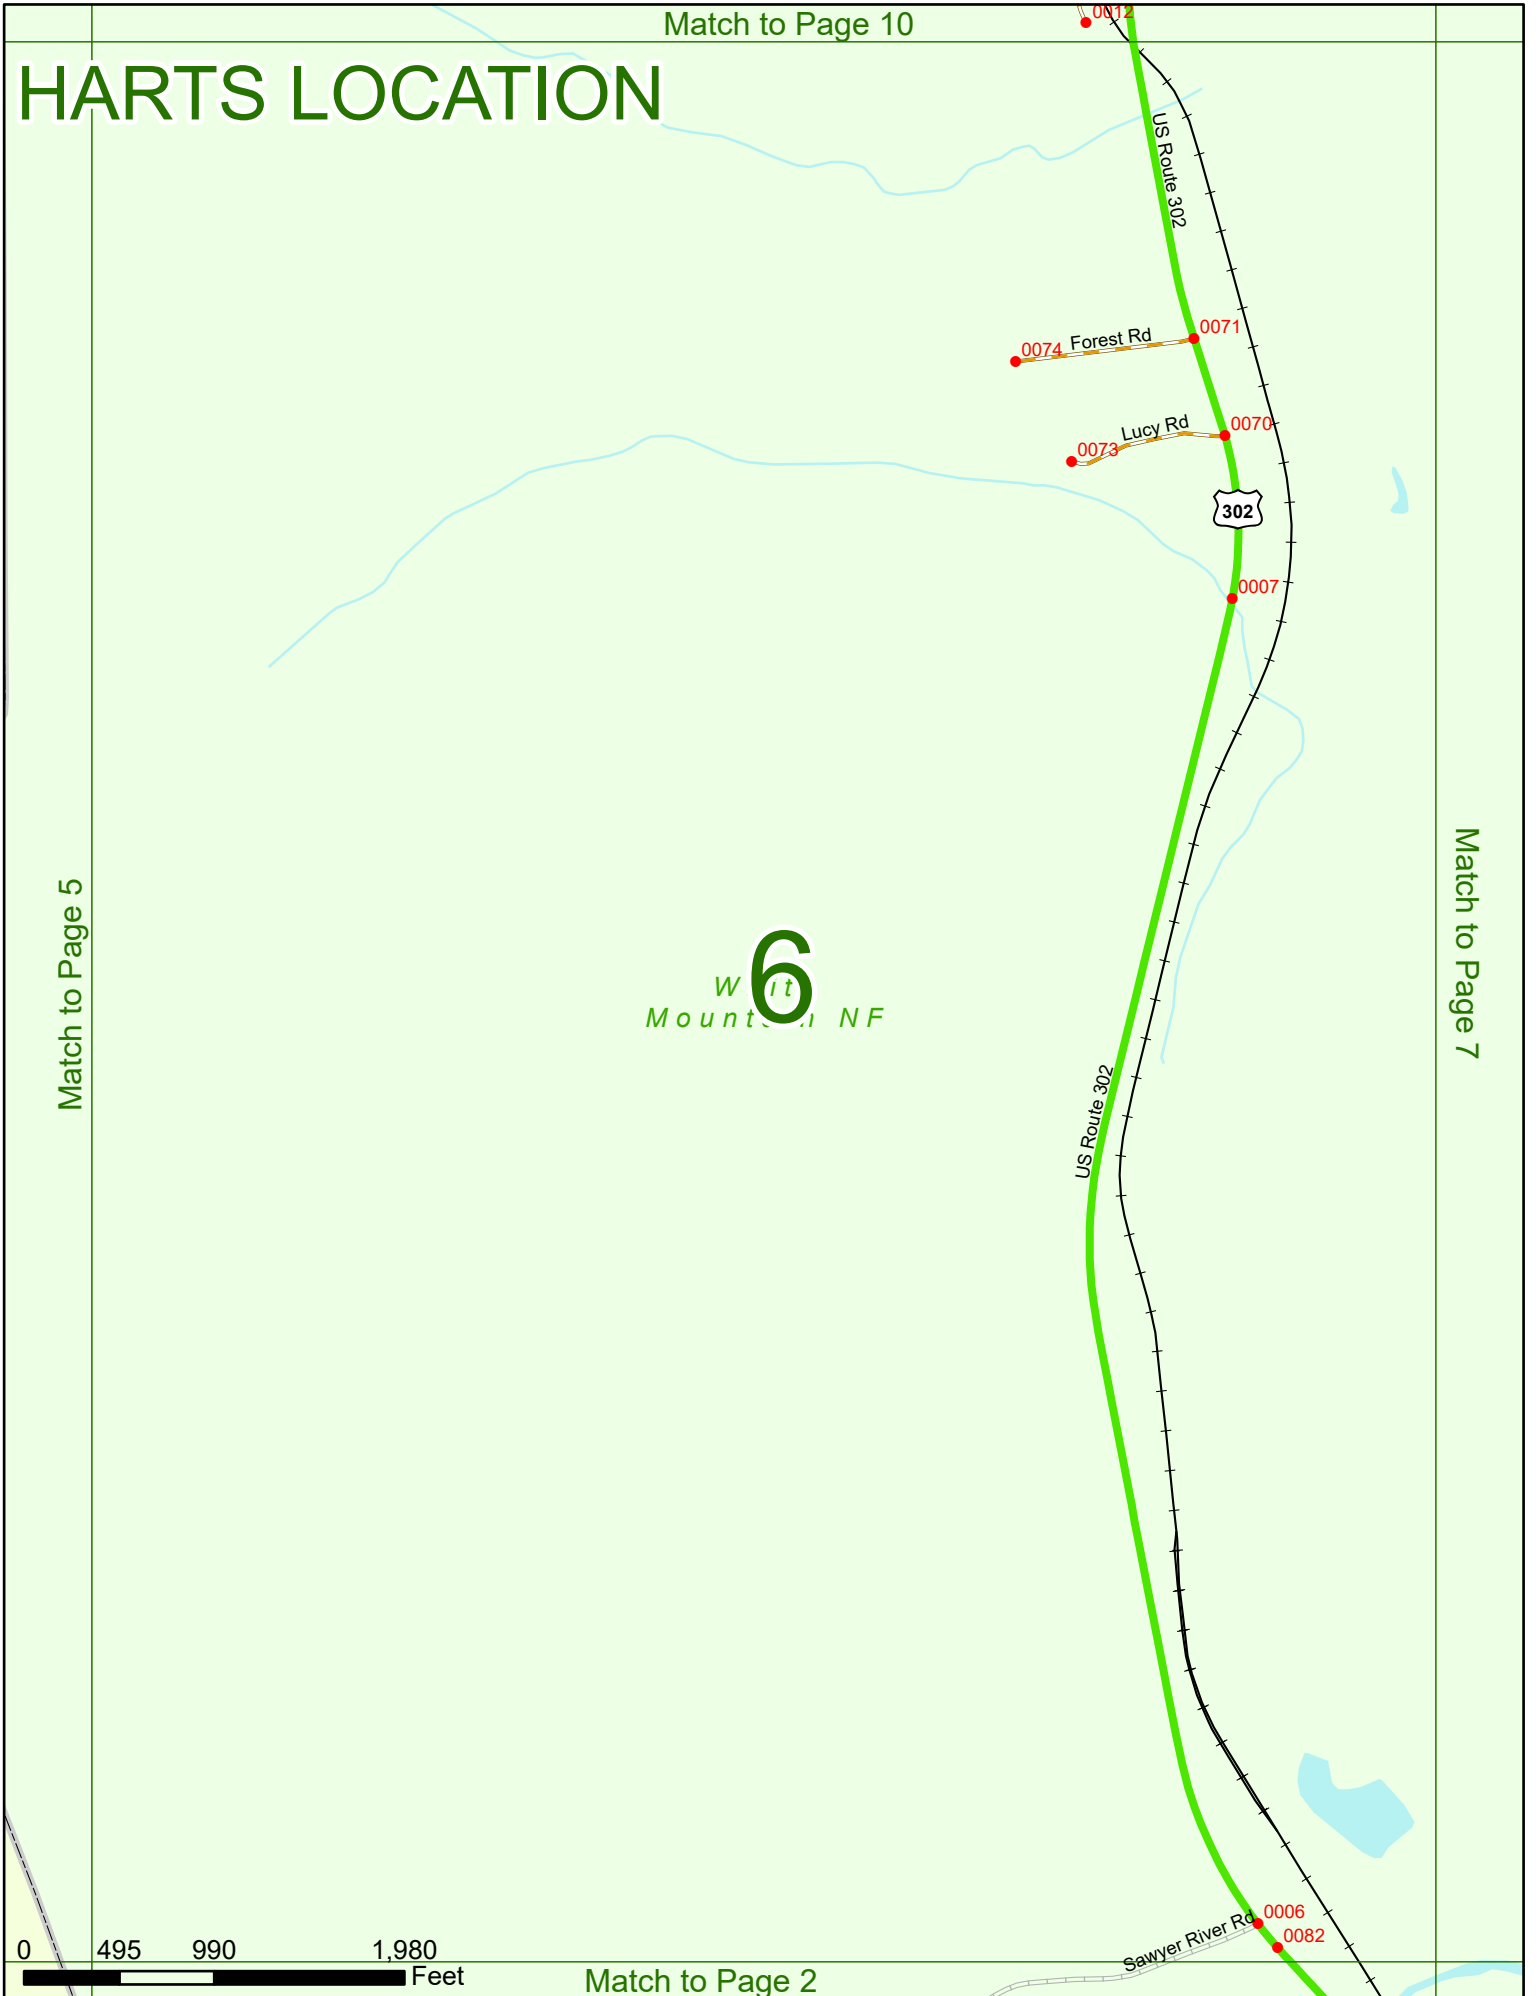 Match to Page 10
0012
HARTS LOCATION
US Route 302
0071
Forest Rd
0074
0070
Lucy Rd
0073
302
0007
Match to Page 5
Match to Page 7
6
Mount n NF
US Route 302
0006
Sawyer River Rd
0082
0 495 990 1,980
Feet
Match to Page 2